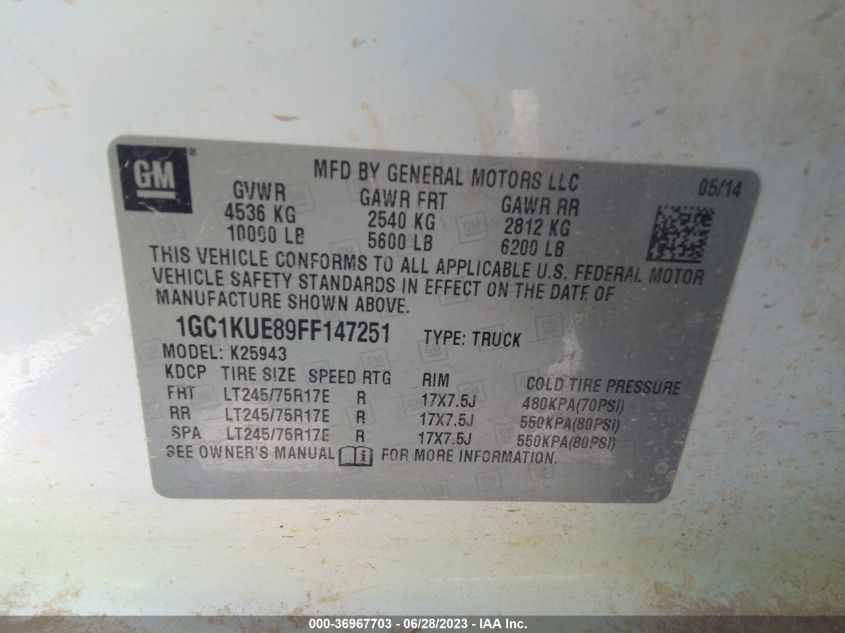 GM ®
MFD BY GENERAL MOTORS LLC 05/14
GVWR GAWR FRT GAWR RR
4536 KG 2540 KG 2812 KG
10000 LB 5600 LB 6200 LB
THIS VEHICLE CONFORMS TO ALL APPLICABLE U.S. FEDERAL MOTOR
VEHICLE SAFETY STANDARDS IN EFFECT ON THE DATE OF
MANUFACTURE SHOWN ABOVE.
1GC1KUE89FF147251 TYPE: TRUCK
MODEL: K25943
KDCP TIRE SIZE SPEED RTG RIM COLD TIRE PRESSURE
FRT LT245/75R17E R 17X7.5J 480KPA(70PSI)
RR LT245/75R17E R 17X7.5J 550KPA(80PSI)
SPA LT245/75R17E R 17X7.5J 550KPA(80PSI)
SEE OWNER'S MANUAL FOR MORE INFORMATION.
000-36967703 - 06/28/2023 - IAA Inc.